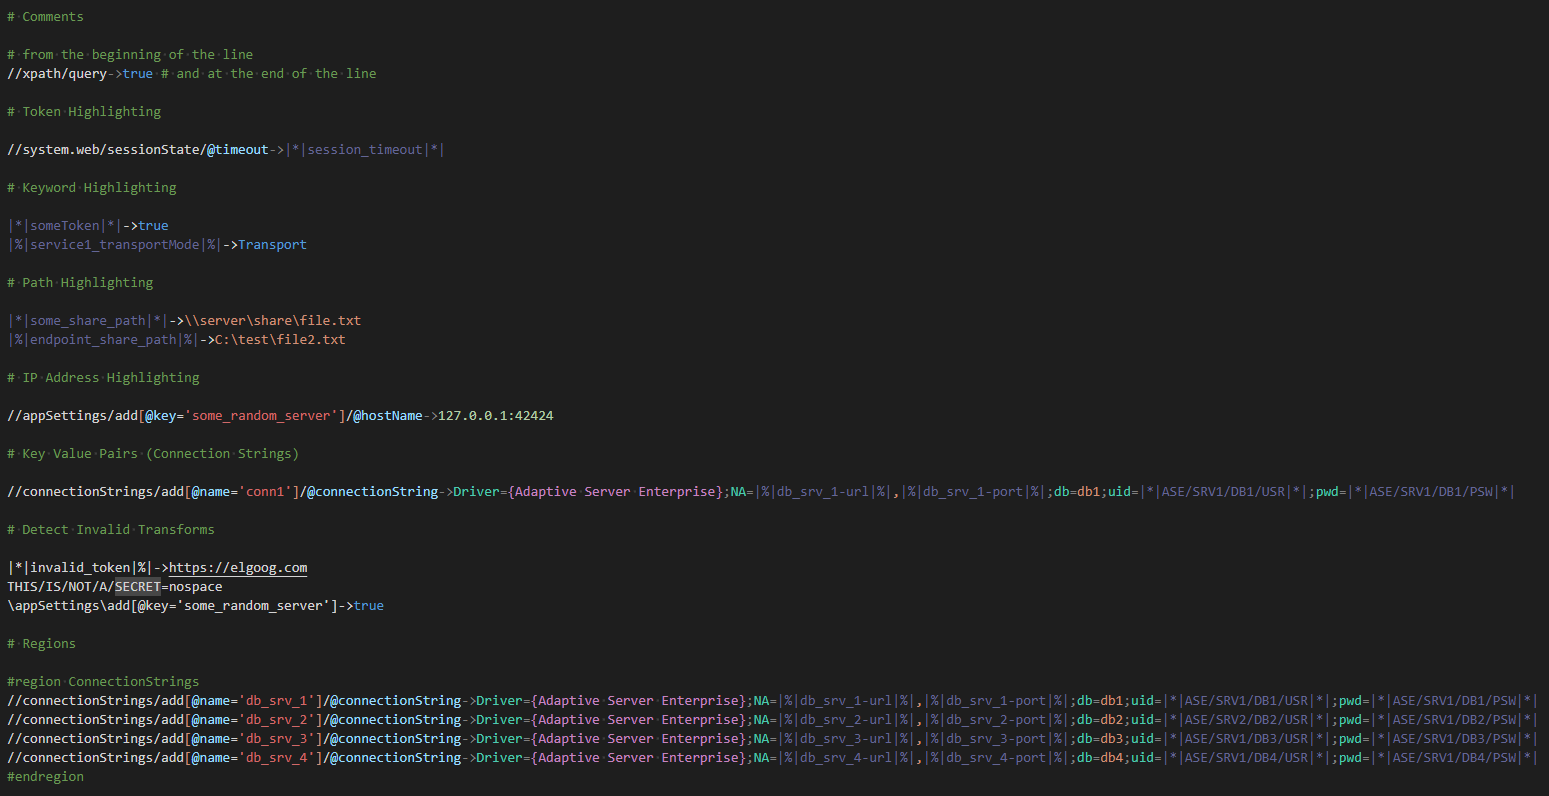 # Comments
# from the beginning of the line
//xpath/query->true # and at the end of the line
# Token Highlighting
//system.web/sessionState/@timeout->|*|session_timeout|*|
# Keyword Highlighting
|*|someToken|*|->true
|%|service1_transportMode|%|->Transport
# Path Highlighting
|*|some_share_path|*|->\\server\share\file.txt
|%|endpoint_share_path|%|->C:\test\file2.txt
# IP Address Highlighting
//appSettings/add[@key='some_random_server']/@hostName->127.0.0.1:42424
# Key Value Pairs (Connection Strings)
//connectionStrings/add[@name='conn1']/@connectionString->Driver={Adaptive Server Enterprise};NA=|%|db_srv_1-url|%|,|%|db_srv_1-port|%|;db=db1;uid=|*|ASE/SRV1/DB1/USR|*|;pwd=|*|ASE/SRV1/DB1/PSW|*|
# Detect Invalid Transforms
|*|invalid_token|%|->https://elgoog.com
THIS/IS/NOT/A/SECRET=nospace
\appSettings\add[@key='some_random_server']->true
# Regions
#region ConnectionStrings
//connectionStrings/add[@name='db_srv_1']/@connectionString->Driver={Adaptive Server Enterprise};NA=|%|db_srv_1-url|%|,|%|db_srv_1-port|%|;db=db1;uid=|*|ASE/SRV1/DB1/USR|*|;pwd=|*|ASE/SRV1/DB1/PSW|*|
//connectionStrings/add[@name='db_srv_2']/@connectionString->Driver={Adaptive Server Enterprise};NA=|%|db_srv_2-url|%|,|%|db_srv_2-port|%|;db=db2;uid=|*|ASE/SRV2/DB2/USR|*|;pwd=|*|ASE/SRV1/DB2/PSW|*|
//connectionStrings/add[@name='db_srv_3']/@connectionString->Driver={Adaptive Server Enterprise};NA=|%|db_srv_3-url|%|,|%|db_srv_3-port|%|;db=db3;uid=|*|ASE/SRV1/DB3/USR|*|;pwd=|*|ASE/SRV1/DB3/PSW|*|
//connectionStrings/add[@name='db_srv_4']/@connectionString->Driver={Adaptive Server Enterprise};NA=|%|db_srv_4-url|%|,|%|db_srv_4-port|%|;db=db4;uid=|*|ASE/SRV1/DB4/USR|*|;pwd=|*|ASE/SRV1/DB4/PSW|*|
#endregion